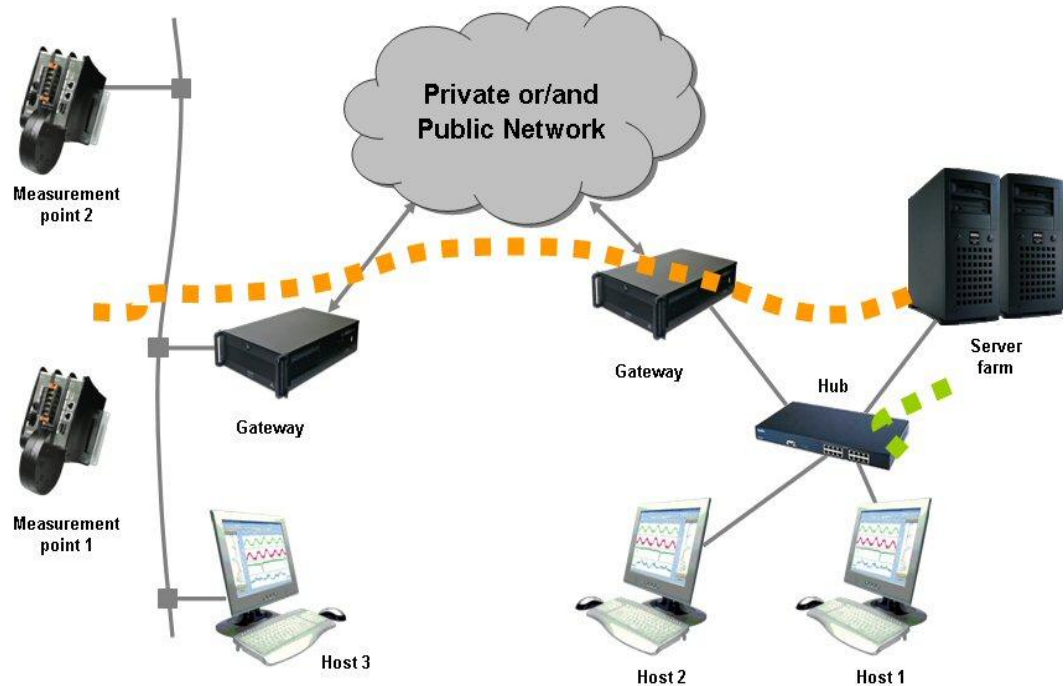 Private or/and
Public Network
Measurement
point 2
Gateway
Gateway
Server
farm
Hub
Measurement
point 1
Host 3
Host 2
Host 1